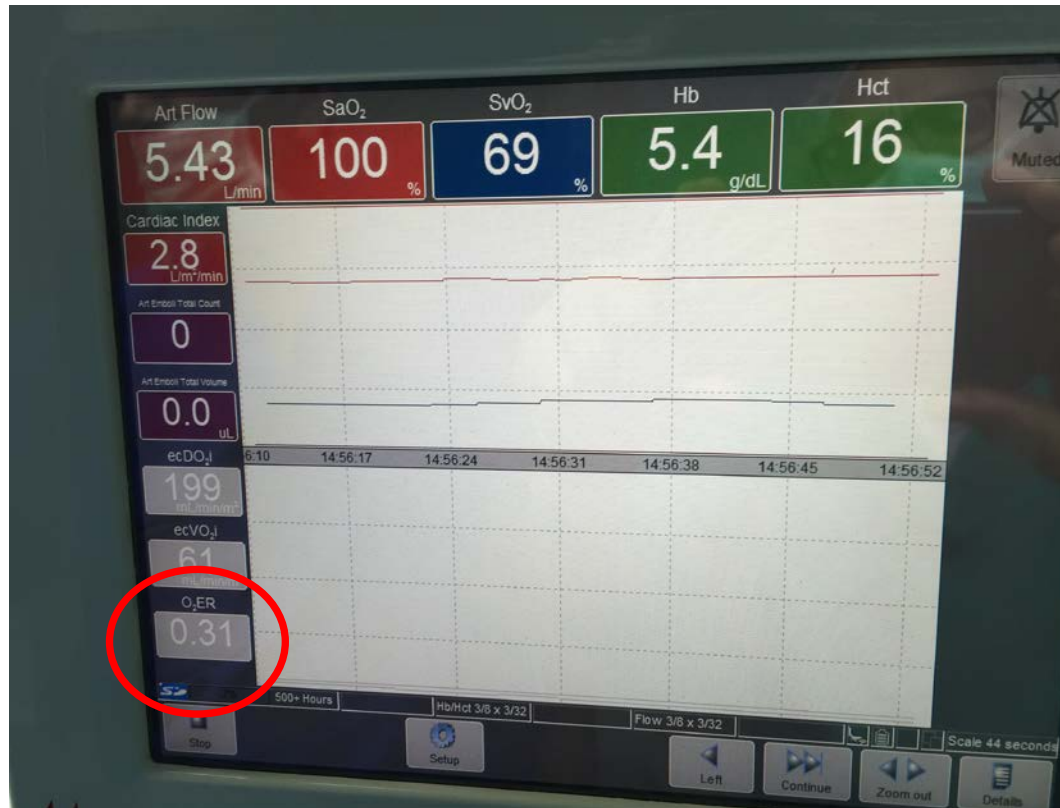 Art Flow
5.43
L/min
SaO₂
100
%
SvO₂
69
%
Hb
5.4
g/dL
Hct
16
%
Muted
Cardiac Index
2.8
L/m²/min
Art Emboli Total Count
0
Art Emboli Total Volume
0.0
uL
ecDO₂i
199
mL/min/m²
ecVO₂i
61
O₂ER
0.31
6:10 14:56:17 14:56:24 14:56:31 14:56:38 14:56:45 14:56:52
500+ Hours
Hb/Hct 3/8 x 3/32
Flow 3/8 x 3/32
Scale 44 seconds
Stop
Setup
Left
Continue
Zoom out
Details